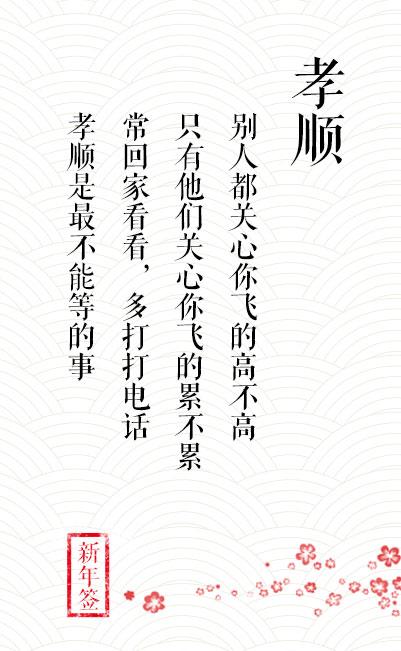 孝顺
别人都关心你飞的高不高
只有他们关心你飞的累不累
常回家看看，多打打电话
孝顺是最不能等的事
新年签